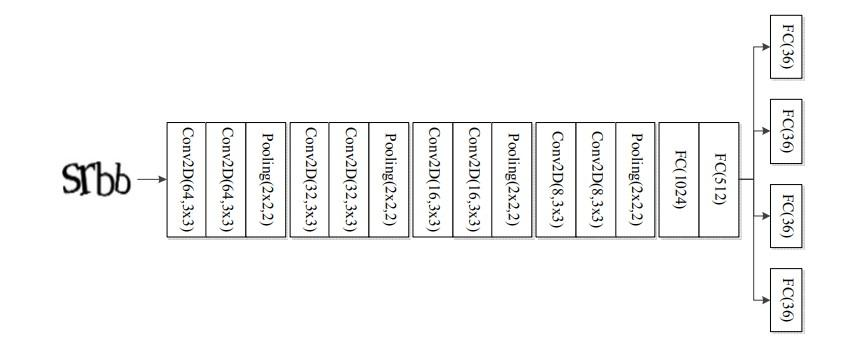 srbb
Conv2D(64,3x3)
Conv2D(64,3x3)
Pooling(2x2,2)
Conv2D(32,3x3)
Conv2D(32,3x3)
Pooling(2x2,2)
Conv2D(16,3x3)
Conv2D(16,3x3)
Pooling(2x2,2)
Conv2D(8,3x3)
Conv2D(8,3x3)
Pooling(2x2,2)
FC(1024)
FC(512)
FC(36)
FC(36)
FC(36)
FC(36)